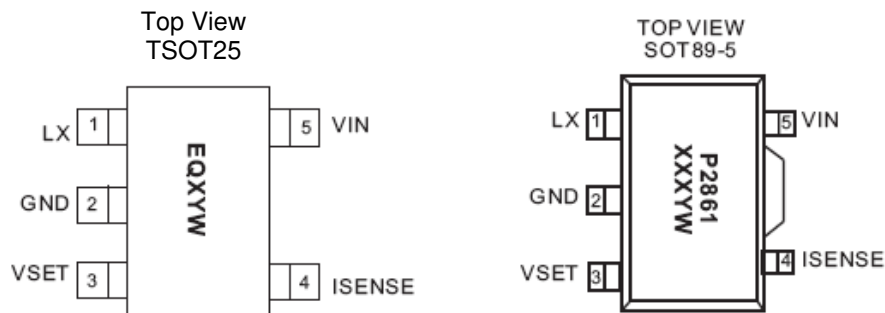 Top View
TSOT25
LX 1
5 VIN
GND 2
EQXYW
VSET 3
4 ISENSE
TOP VIEW
SOT89-5
LX 1
5 VIN
GND 2
P2861
XXXYW
VSET 3
4 ISENSE